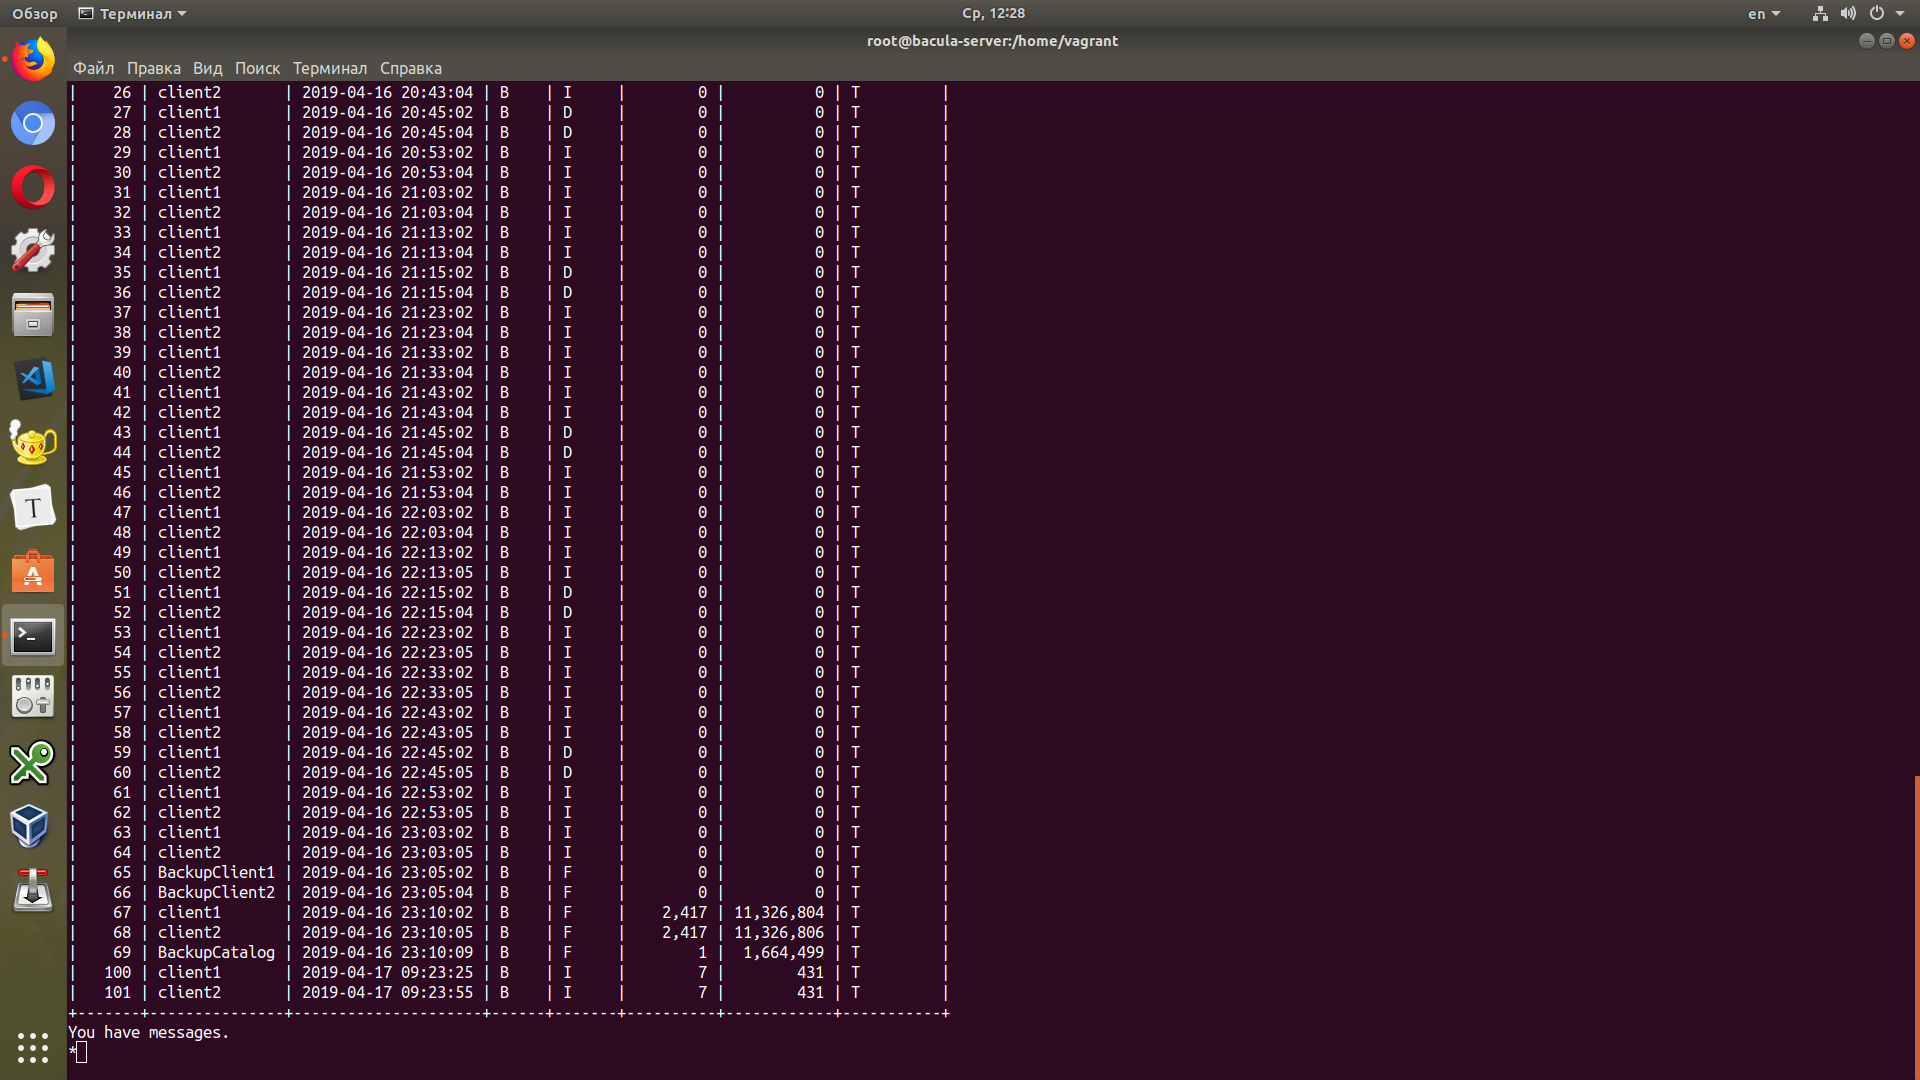 Обзор Терминал Ср, 12:28 en
root@bacula-server:/home/vagrant
Файл Правка Вид Поиск Терминал Справка
| 26 | client2 | 2019-04-16 20:43:04 | B | I | 0 | 0 | T |
| 27 | client1 | 2019-04-16 20:45:02 | B | D | 0 | 0 | T |
| 28 | client2 | 2019-04-16 20:45:04 | B | D | 0 | 0 | T |
| 29 | client1 | 2019-04-16 20:53:02 | B | I | 0 | 0 | T |
| 30 | client2 | 2019-04-16 20:53:04 | B | I | 0 | 0 | T |
| 31 | client1 | 2019-04-16 21:03:02 | B | I | 0 | 0 | T |
| 32 | client2 | 2019-04-16 21:03:04 | B | I | 0 | 0 | T |
| 33 | client1 | 2019-04-16 21:13:02 | B | I | 0 | 0 | T |
| 34 | client2 | 2019-04-16 21:13:04 | B | I | 0 | 0 | T |
| 35 | client1 | 2019-04-16 21:15:02 | B | D | 0 | 0 | T |
| 36 | client2 | 2019-04-16 21:15:04 | B | D | 0 | 0 | T |
| 37 | client1 | 2019-04-16 21:23:02 | B | I | 0 | 0 | T |
| 38 | client2 | 2019-04-16 21:23:04 | B | I | 0 | 0 | T |
| 39 | client1 | 2019-04-16 21:33:02 | B | I | 0 | 0 | T |
| 40 | client2 | 2019-04-16 21:33:04 | B | I | 0 | 0 | T |
| 41 | client1 | 2019-04-16 21:43:02 | B | I | 0 | 0 | T |
| 42 | client2 | 2019-04-16 21:43:04 | B | I | 0 | 0 | T |
| 43 | client1 | 2019-04-16 21:45:02 | B | D | 0 | 0 | T |
| 44 | client2 | 2019-04-16 21:45:04 | B | D | 0 | 0 | T |
| 45 | client1 | 2019-04-16 21:53:02 | B | I | 0 | 0 | T |
| 46 | client2 | 2019-04-16 21:53:04 | B | I | 0 | 0 | T |
| 47 | client1 | 2019-04-16 22:03:02 | B | I | 0 | 0 | T |
| 48 | client2 | 2019-04-16 22:03:04 | B | I | 0 | 0 | T |
| 49 | client1 | 2019-04-16 22:13:02 | B | I | 0 | 0 | T |
| 50 | client2 | 2019-04-16 22:13:05 | B | I | 0 | 0 | T |
| 51 | client1 | 2019-04-16 22:15:02 | B | D | 0 | 0 | T |
| 52 | client2 | 2019-04-16 22:15:04 | B | D | 0 | 0 | T |
| 53 | client1 | 2019-04-16 22:23:02 | B | I | 0 | 0 | T |
| 54 | client2 | 2019-04-16 22:23:05 | B | I | 0 | 0 | T |
| 55 | client1 | 2019-04-16 22:33:02 | B | I | 0 | 0 | T |
| 56 | client2 | 2019-04-16 22:33:05 | B | I | 0 | 0 | T |
| 57 | client1 | 2019-04-16 22:43:02 | B | I | 0 | 0 | T |
| 58 | client2 | 2019-04-16 22:43:05 | B | I | 0 | 0 | T |
| 59 | client1 | 2019-04-16 22:45:02 | B | D | 0 | 0 | T |
| 60 | client2 | 2019-04-16 22:45:05 | B | D | 0 | 0 | T |
| 61 | client1 | 2019-04-16 22:53:02 | B | I | 0 | 0 | T |
| 62 | client2 | 2019-04-16 22:53:05 | B | I | 0 | 0 | T |
| 63 | client1 | 2019-04-16 23:03:02 | B | I | 0 | 0 | T |
| 64 | client2 | 2019-04-16 23:03:05 | B | I | 0 | 0 | T |
| 65 | BackupClient1 | 2019-04-16 23:05:02 | B | F | 0 | 0 | T |
| 66 | BackupClient2 | 2019-04-16 23:05:04 | B | F | 0 | 0 | T |
| 67 | client1 | 2019-04-16 23:10:02 | B | F | 2,417 | 11,326,804 | T |
| 68 | client2 | 2019-04-16 23:10:05 | B | F | 2,417 | 11,326,806 | T |
| 69 | BackupCatalog | 2019-04-16 23:10:09 | B | F | 1 | 1,664,499 | T |
| 100 | client1 | 2019-04-17 09:23:25 | B | I | 7 | 431 | T |
| 101 | client2 | 2019-04-17 09:23:55 | B | I | 7 | 431 | T |
+-------+---------------+---------------------+------+-------+----------+------------+-----------+
You have messages.
*